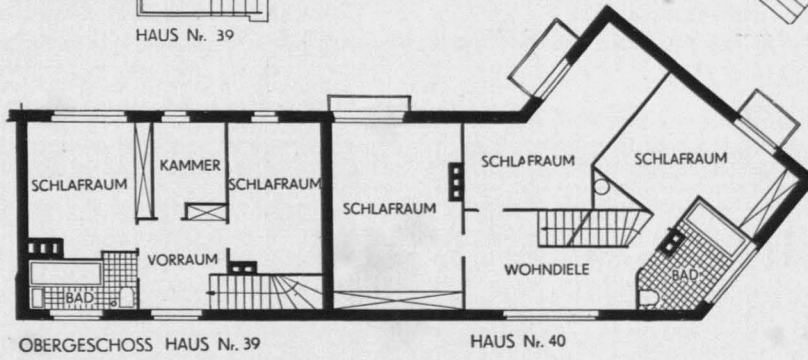 HAUS Nr. 39
SCHLAFRAUM
KAMMER
SCHLAFRAUM
VORRAUM
BAD
SCHLAFRAUM
SCHLAFRAUM
SCHLAFRAUM
WOHNDIELE
BAD
OBERGESCHOSS HAUS Nr. 39
HAUS Nr. 40